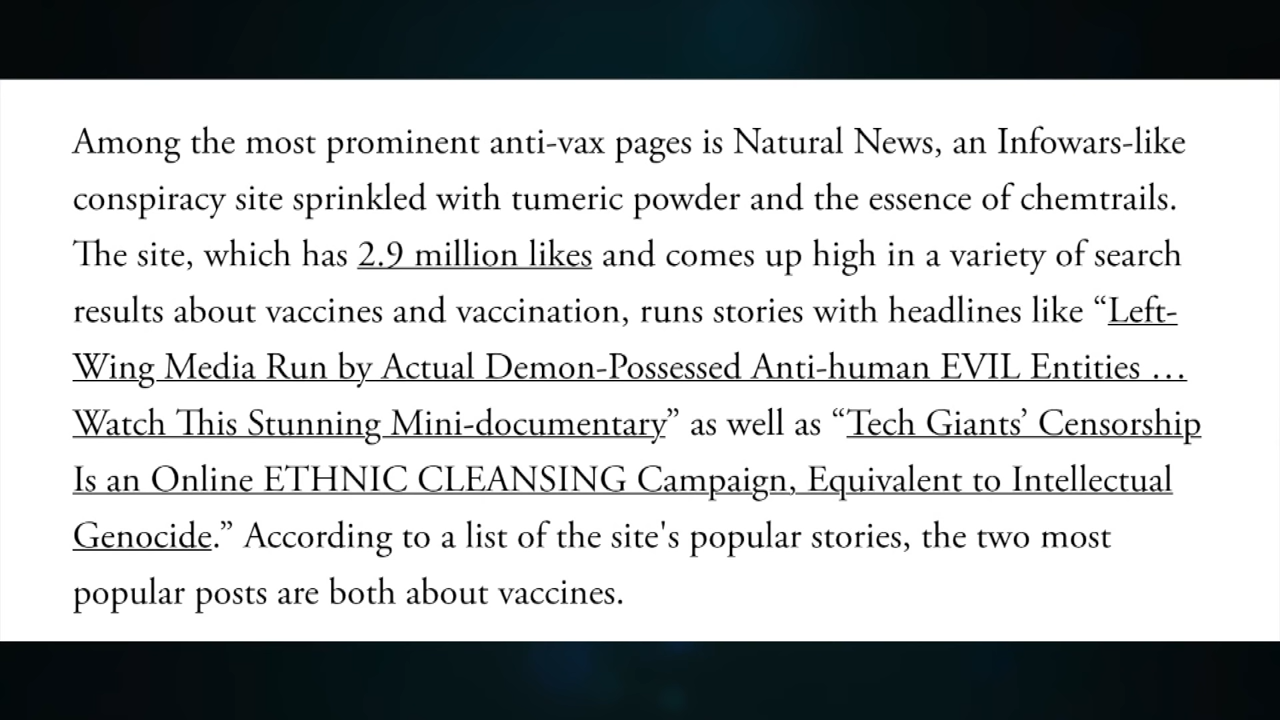 Among the most prominent anti-vax pages is Natural News, an Infowars-like
conspiracy site sprinkled with tumeric powder and the essence of chemtrails.
The site, which has 2.9 million likes and comes up high in a variety of search
results about vaccines and vaccination, runs stories with headlines like “Left-
Wing Media Run by Actual Demon-Possessed Anti-human EVIL Entities …
Watch This Stunning Mini-documentary” as well as “Tech Giants’ Censorship
Is an Online ETHNIC CLEANSING Campaign, Equivalent to Intellectual
Genocide.” According to a list of the site's popular stories, the two most
popular posts are both about vaccines.